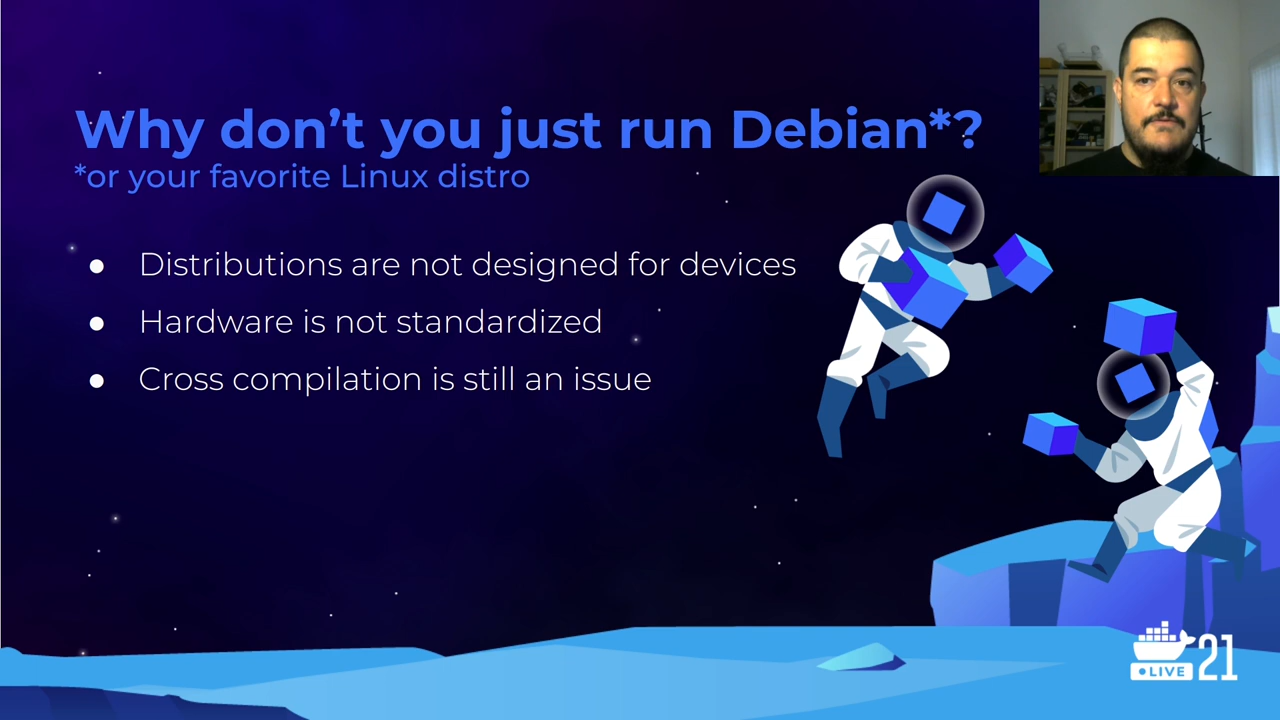 Why don’t you just run Debian*?
*or your favorite Linux distro
● Distributions are not designed for devices
● Hardware is not standardized
● Cross compilation is still an issue
LIVE 21